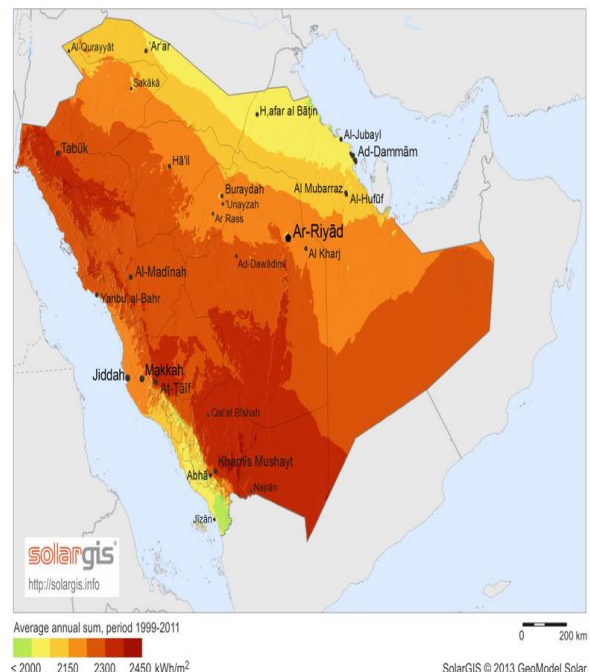 Al-Qurayyāt
'Ar'ar
Sakākā
H,afar al Bāţin
Al-Jubayl
Ad-Dammām
Tabūk
Hā'il
Buraydah
'Unayzah
Ar Rass
Al Mubarraz
Al-Hufūf
Ar-Riyād
Al Kharj
Ad-Dawādimī
Al-Madīnah
Yanbu' al-Bahr
Jiddah
Makkah
Aţ-Ţāīf
Qal'at Bīshah
Khamīs Mushayt
Abhā
Najrān
Jīzān
solargis
http://solargis.info
Average annual sum, period 1999-2011
< 2000 2150 2300 2450 kWh/m²
0 200 km
SolarGIS © 2013 GeoModel Solar